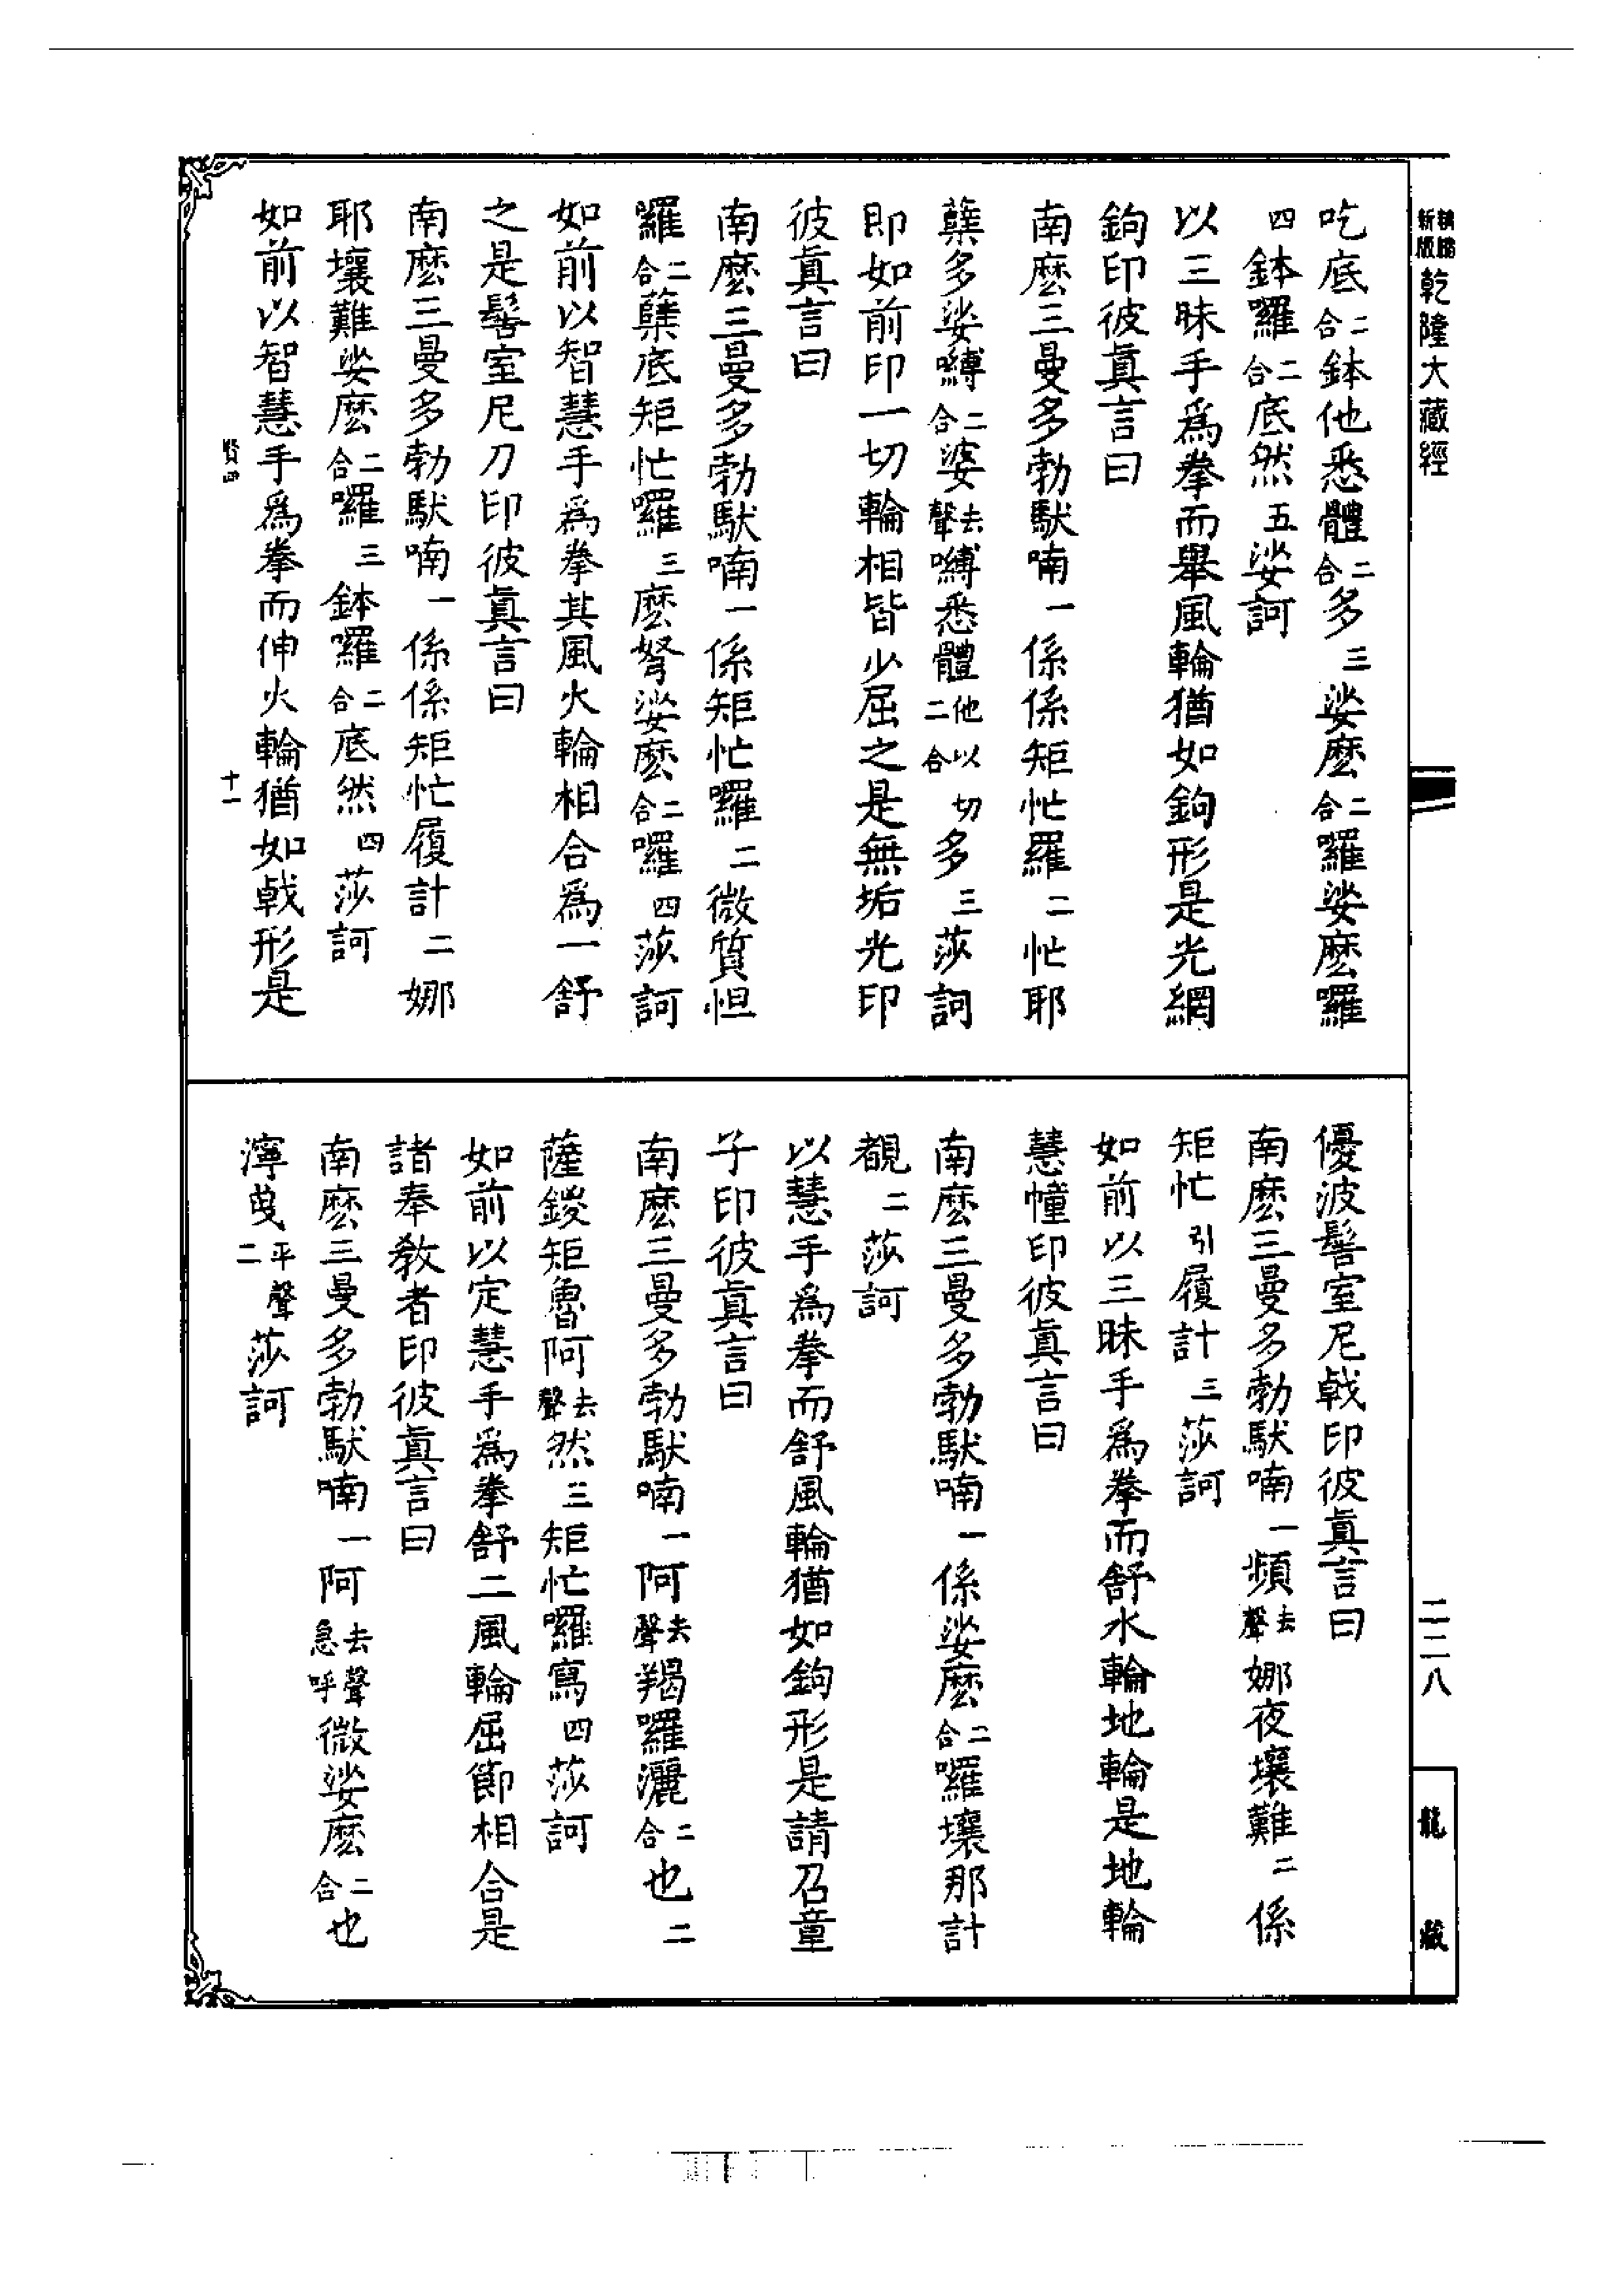 新版 精縮 乾隆大藏經
吃底二合鉢他悉體二合多三娑麼二合囉娑麼囉
四鉢囉二合底然五娑訶
以三昧手爲拳而舉風輪猶如鉤形是光網
鉤印彼眞言曰
南麼三曼多勃馱喃一係係矩忙羅二忙耶
蘖多娑嚩二合婆去聲嚩悉體他以切二合多三莎訶
即如前印一切輪相皆少屈之是無垢光印
彼眞言曰
南麼三曼多勃馱喃一係矩忙囉二微質怛
羅二合蘖底矩忙囉三麼弩娑麼二合囉四莎訶
如前以智慧手爲拳其風火輪相合爲一舒
之是髻室尼刀印彼眞言曰
南麼三曼多勃馱喃一係係矩忙履計二娜
耶壤難娑麼二合囉三鉢囉二合底然四莎訶
如前以智慧手爲拳而伸火輪猶如戟形是
賢四 十一
優波髻室尼戟印彼眞言曰
南麼三曼多勃馱喃一頻去聲娜夜壤難二係
矩忙引履計三莎訶
如前以三昧手爲拳而舒水輪地輪是地輪
慧幢印彼眞言曰
南麼三曼多勃馱喃一係娑麼二合囉壤那計
覩二莎訶
以慧手爲拳而舒風輪猶如鉤形是請召童
子印彼眞言曰
南麼三曼多勃馱喃一阿去聲羯囉灑二合也二
薩鑁矩魯阿去聲然三矩忙囉寫四莎訶
如前以定慧手爲拳舒二風輪屈節相合是
諸奉敎者印彼眞言曰
南麼三曼多勃馱喃一阿去聲急呼微娑麼二合也
濘曳平聲二莎訶
二二八
龍藏